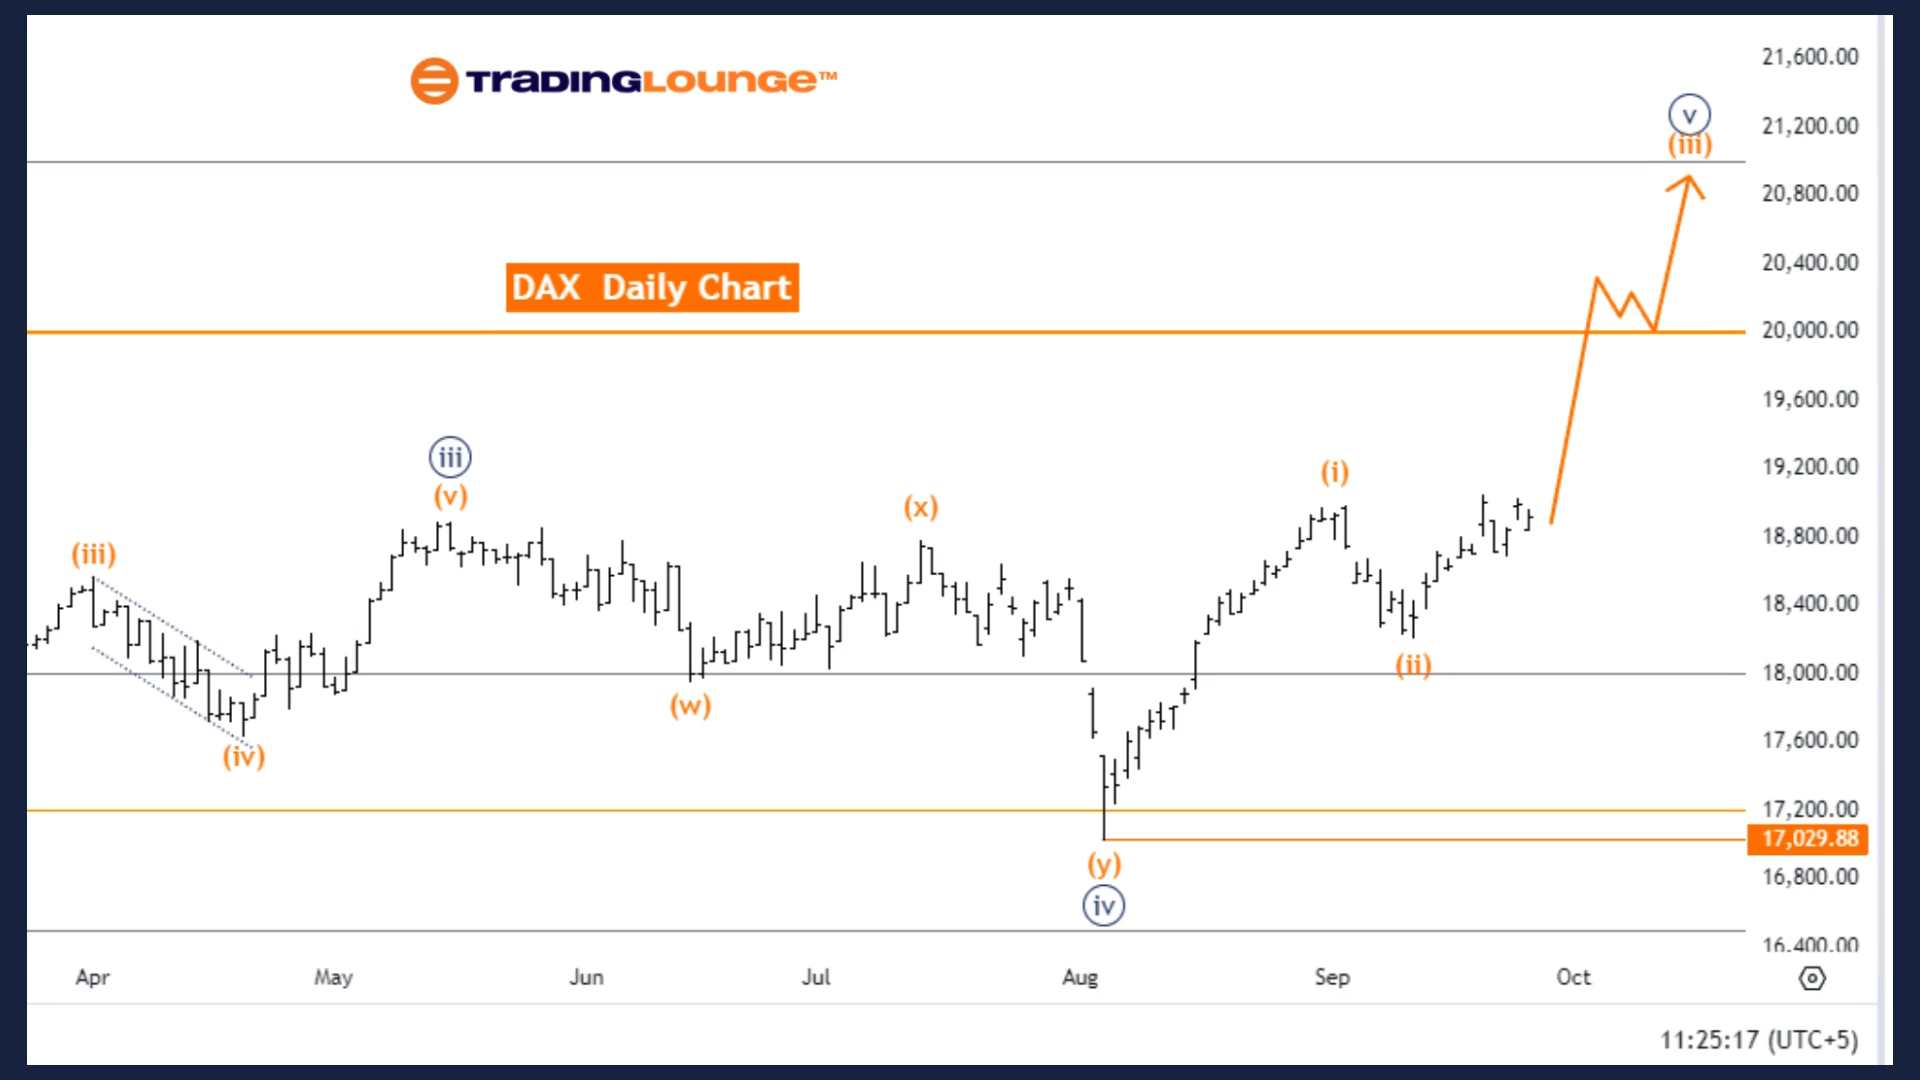 TRADINGLOUNGE™
21,600.00
v
21,200.00
(iii)
20,800.00
DAX Daily Chart
20,400.00
20,000.00
19,600.00
iii
19,200.00
(i)
(v)
(x)
(iii)
18,800.00
18,400.00
(ii)
18,000.00
(w)
(iv)
17,600.00
17,200.00
17,029.88
(y)
16,800.00
iv
16,400.00
Apr May Jun Jul Aug Sep Oct
11:25:17 (UTC+5)